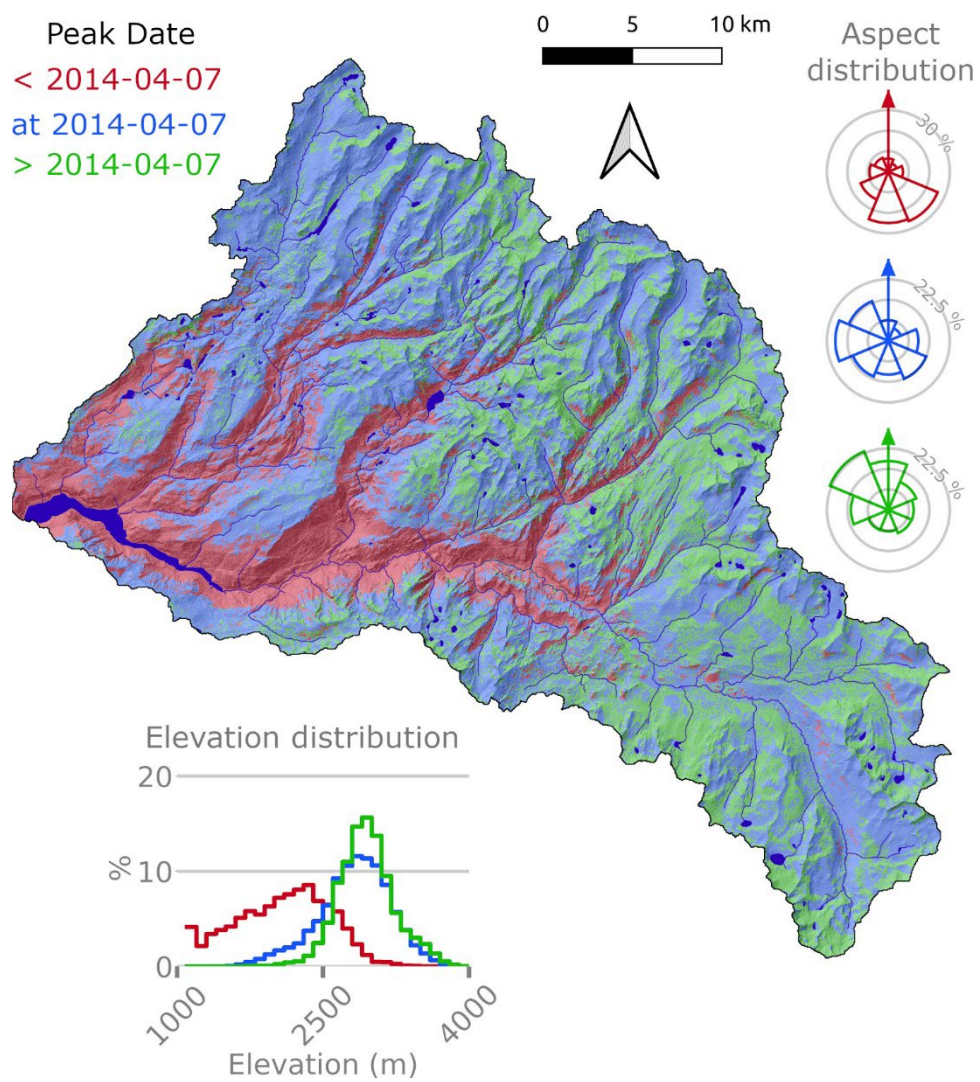 Peak Date
< 2014-04-07
at 2014-04-07
> 2014-04-07
0 5 10 km
Aspect
distribution
30 %
22.5 %
22.5 %
Elevation distribution
20
%
10
0
1000
2500
4000
Elevation (m)